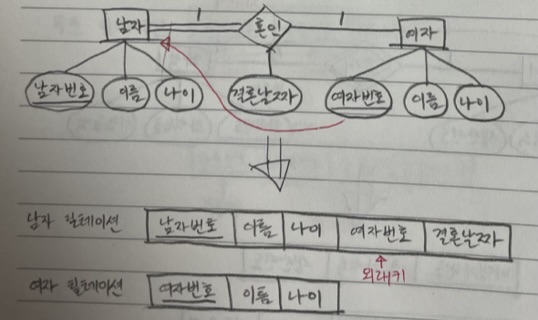 남자 1 혼인 1 여자
남자번호 이름 나이 결혼날짜 여자번호 이름 나이
남자 릴레이션 남자번호 이름 나이 여자번호 결혼날짜
외래키
여자 릴레이션 여자번호 이름 나이